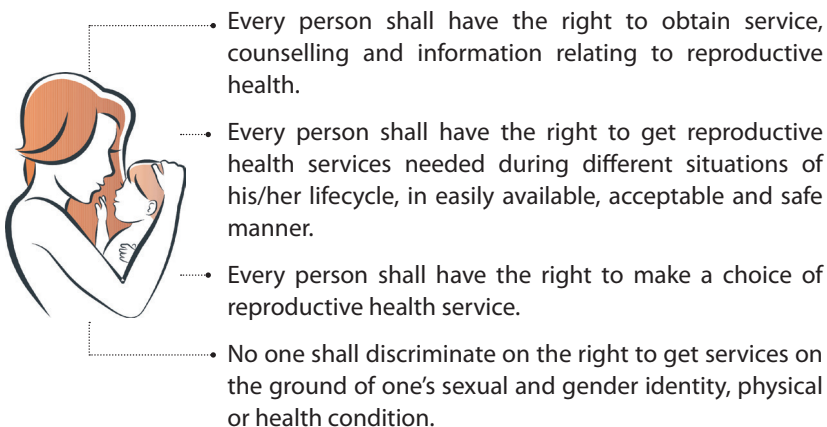 Every person shall have the right to obtain service,
counselling and information relating to reproductive
health.
Every person shall have the right to get reproductive
health services needed during different situations of
his/her lifecycle, in easily available, acceptable and safe
manner.
Every person shall have the right to make a choice of
reproductive health service.
No one shall discriminate on the right to get services on
the ground of one’s sexual and gender identity, physical
or health condition.